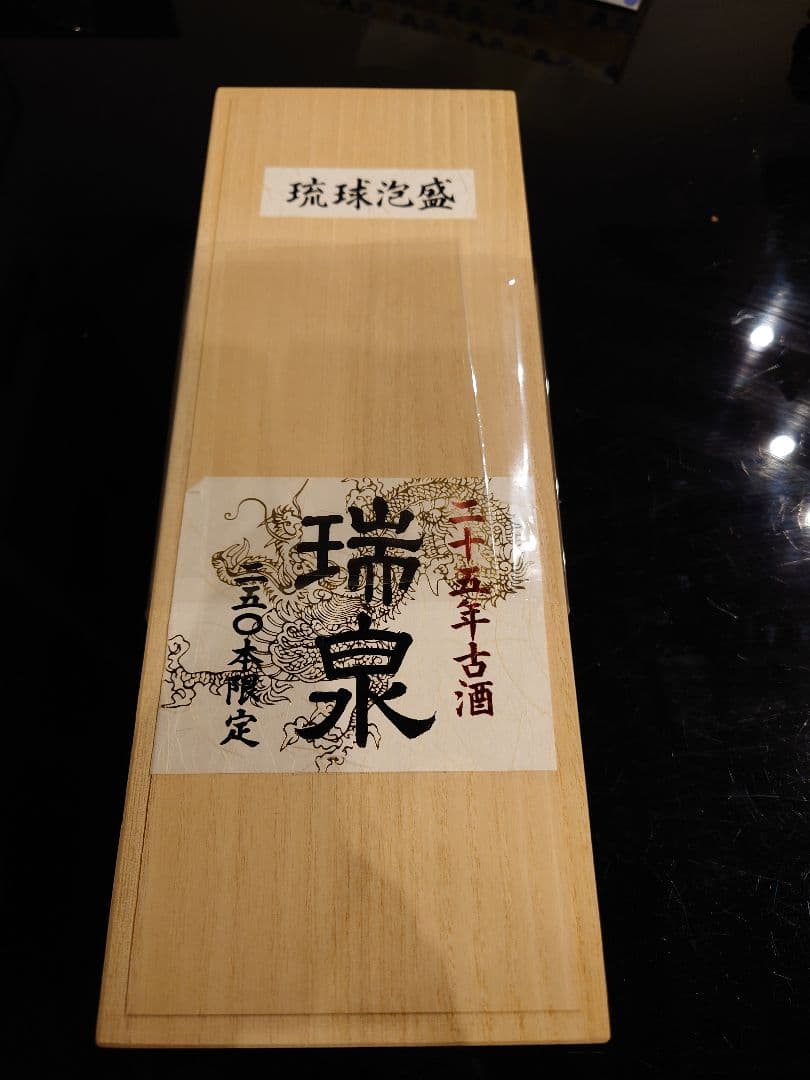 琉球泡盛
二十五年古酒
瑞泉
二五〇本限定